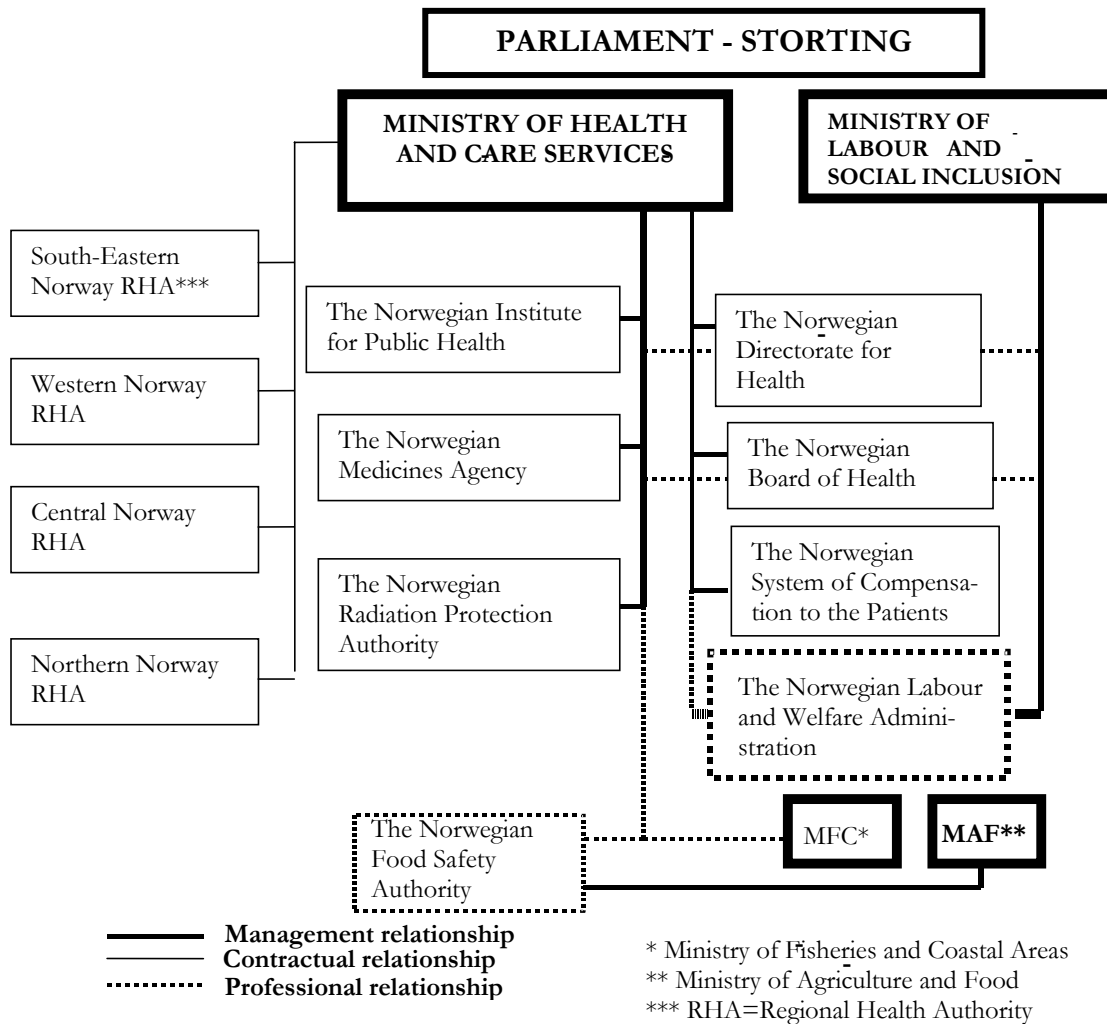 PARLIAMENT - STORTING
MINISTRY OF HEALTH
AND CARE SERVICES
MINISTRY OF
LABOUR AND
SOCIAL INCLUSION
South-Eastern
Norway RHA***
Western Norway
RHA
Central Norway
RHA
Northern Norway
RHA
The Norwegian Institute
for Public Health
The Norwegian
Medicines Agency
The Norwegian
Radiation Protection
Authority
The Norwegian
Directorate for
Health
The Norwegian
Board of Health
The Norwegian
System of Compensa-
tion to the Patients
The Norwegian Labour
and Welfare Admini-
stration
The Norwegian
Food Safety
Authority
MFC*
MAF**
Management relationship
Contractual relationship
Professional relationship
* Ministry of Fisheries and Coastal Areas
** Ministry of Agriculture and Food
*** RHA=Regional Health Authority